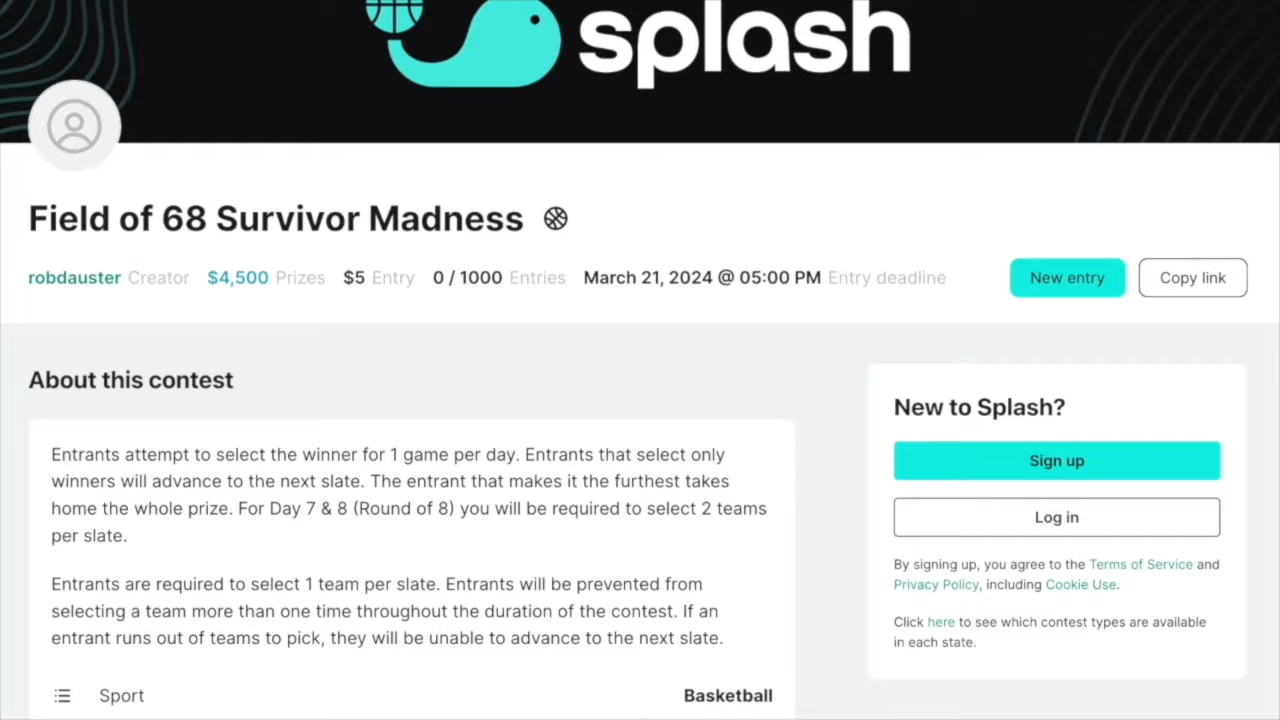 splash
Field of 68 Survivor Madness
robdauster Creator $4,500 Prizes $5 Entry 0 / 1000 Entries March 21, 2024 @ 05:00 PM Entry deadline New entry Copy link
About this contest
Entrants attempt to select the winner for 1 game per day. Entrants that select only
winners will advance to the next slate. The entrant that makes it the furthest takes
home the whole prize. For Day 7 & 8 (Round of 8) you will be required to select 2 teams
per slate.
Entrants are required to select 1 team per slate. Entrants will be prevented from
selecting a team more than one time throughout the duration of the contest. If an
entrant runs out of teams to pick, they will be unable to advance to the next slate.
Sport Basketball
New to Splash?
Sign up
Log in
By signing up, you agree to the Terms of Service and
Privacy Policy, including Cookie Use.
Click here to see which contest types are available
in each state.